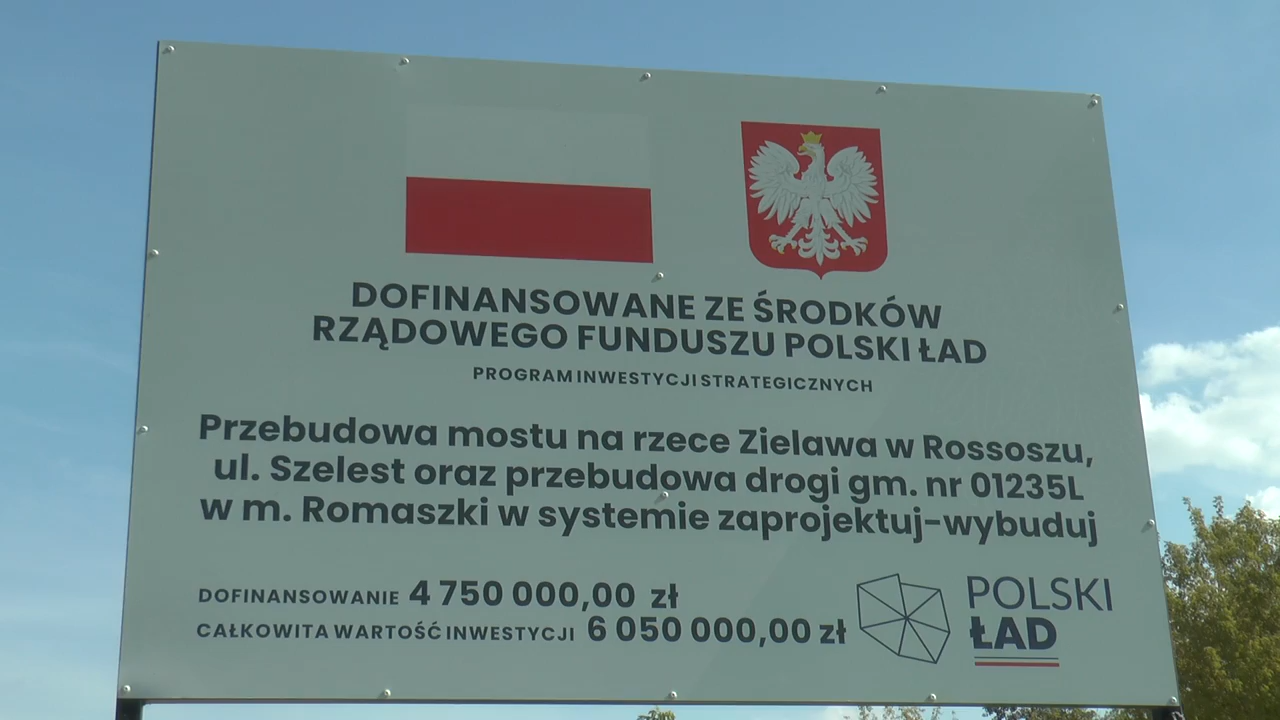 DOFINANSOWANE ZE ŚRODKÓW
RZĄDOWEGO FUNDUSZU POLSKI ŁAD
PROGRAM INWESTYCJI STRATEGICZNYCH
Przebudowa mostu na rzece Zielawa w Rossoszu,
ul. Szelest oraz przebudowa drogi gm. nr 01235L
w m. Romaszki w systemie zaprojektuj-wybuduj
DOFINANSOWANIE 4 750 000,00 zł
CAŁKOWITA WARTOŚĆ INWESTYCJI 6 050 000,00 zł
POLSKI
ŁAD